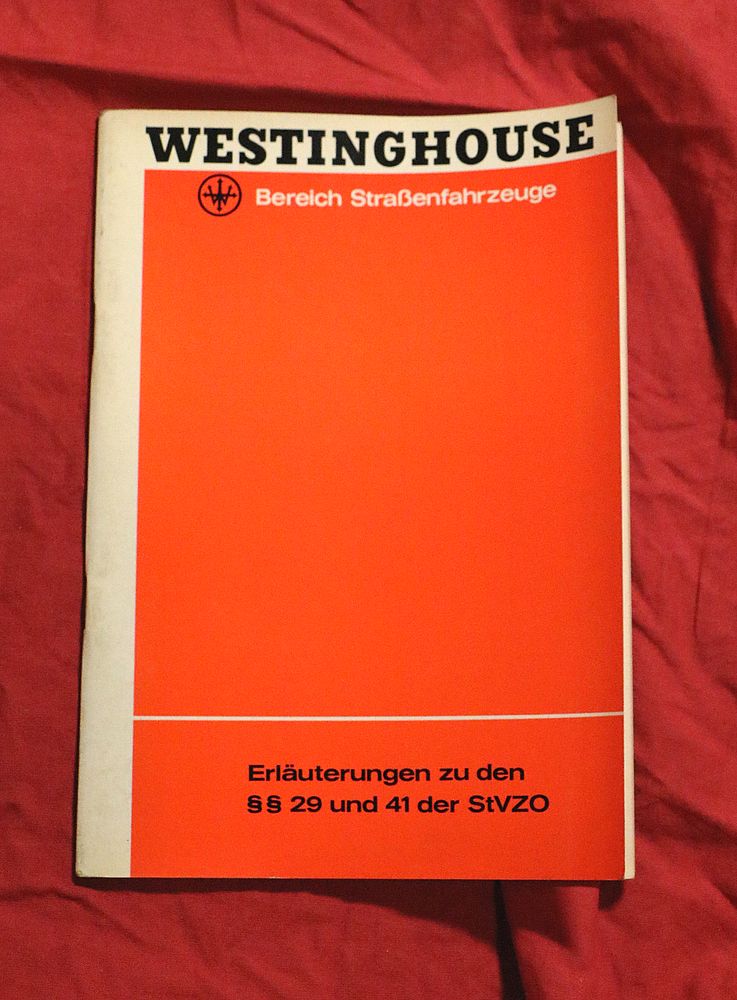 WESTINGHOUSE
Bereich Straßenfahrzeuge
Erläuterungen zu den
§§ 29 und 41 der StVZO